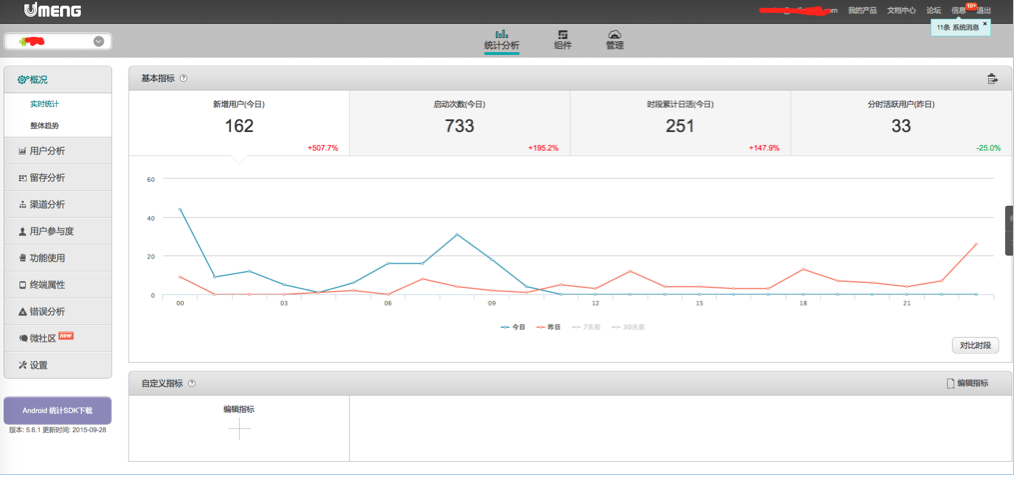 UMENG
om 我的产品 文档中心 论坛 信息 10+ 退出
11条 系统消息 ×
统计分析 组件 管理
概况
实时统计
整体趋势
用户分析
留存分析
渠道分析
用户参与度
功能使用
终端属性
错误分析
微社区 new
设置
Android 统计SDK下载
版本: 5.6.1 更新时间: 2015-09-28
基本指标 ?
新增用户(今日)
162
+507.7%
启动次数(今日)
733
+195.2%
时段累计日活(今日)
251
+147.9%
分时活跃用户(昨日)
33
-25.0%
60
40
20
0
00 03 06 09 12 15 18 21
今日 昨日 7天前 30天前
对比时段
自定义指标 ?
编辑指标
编辑指标